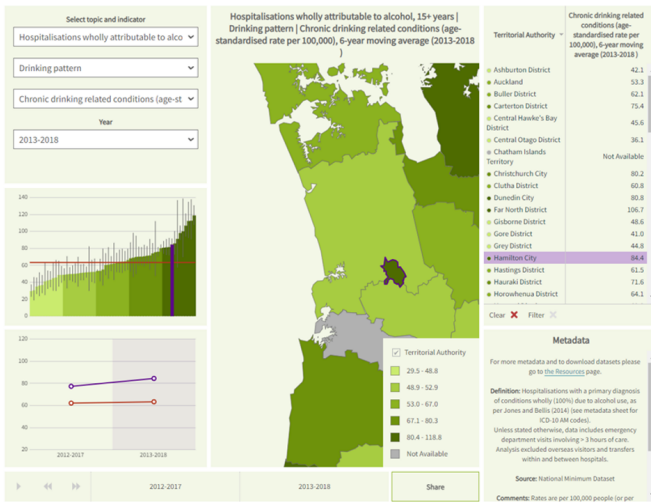 Select topic and indicator
Hospitalisations wholly attributable to alco
Drinking pattern
Chronic drinking related conditions (age-st
Year
2013-2018
140
120
100
80
60
40
20
0
120
100
80
60
40
20
2012-2017
2013-2018
Hospitalisations wholly attributable to alcohol, 15+ years |
Drinking pattern | Chronic drinking related conditions (age-
standardised rate per 100,000), 6-year moving average (2013-2018
)
Territorial Authority
29.5 - 48.8
48.9 - 52.9
53.0 - 67.0
67.1 - 80.3
80.4 - 118.8
Not Available
Territorial Authority
Chronic drinking related
conditions (age-
standardised rate per
100,000), 6-year moving
average (2013-2018 )
Ashburton District 42.1
Auckland 53.3
Buller District 62.1
Carterton District 75.4
Central Hawke's Bay
District 45.6
Central Otago District 36.1
Chatham Islands
Territory Not Available
Christchurch City 80.2
Clutha District 60.8
Dunedin City 80.8
Far North District 106.7
Gisborne District 48.6
Gore District 41.0
Grey District 44.8
Hamilton City 84.4
Hastings District 61.5
Hauraki District 71.6
Horowhenua District 64.1
Clear Filter
Metadata
For more metadata and to download datasets please
go to the Resources page.
Definition: Hospitalisations with a primary diagnosis
of conditions wholly (100%) due to alcohol use, as
per Jones and Bellis (2014) (see metadata sheet for
ICD-10 AM codes).
Unless stated otherwise, data includes emergency
department visits involving > 3 hours of care.
Analysis excluded overseas visitors and transfers
within and between hospitals.
Source: National Minimum Dataset
Comments: Rates are per 100,000 people (or per
2012-2017
2013-2018
Share